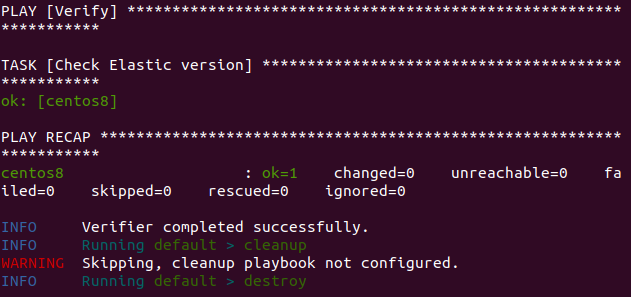 PLAY [Verify] *******************************************************
***********
TASK [Check Elastic version] ****************************************
***********
ok: [centos8]
PLAY RECAP **********************************************************
***********
centos8                    : ok=1    changed=0    unreachable=0    fa
iled=0    skipped=0    rescued=0    ignored=0
INFO     Verifier completed successfully.
INFO     Running default > cleanup
WARNING  Skipping, cleanup playbook not configured.
INFO     Running default > destroy